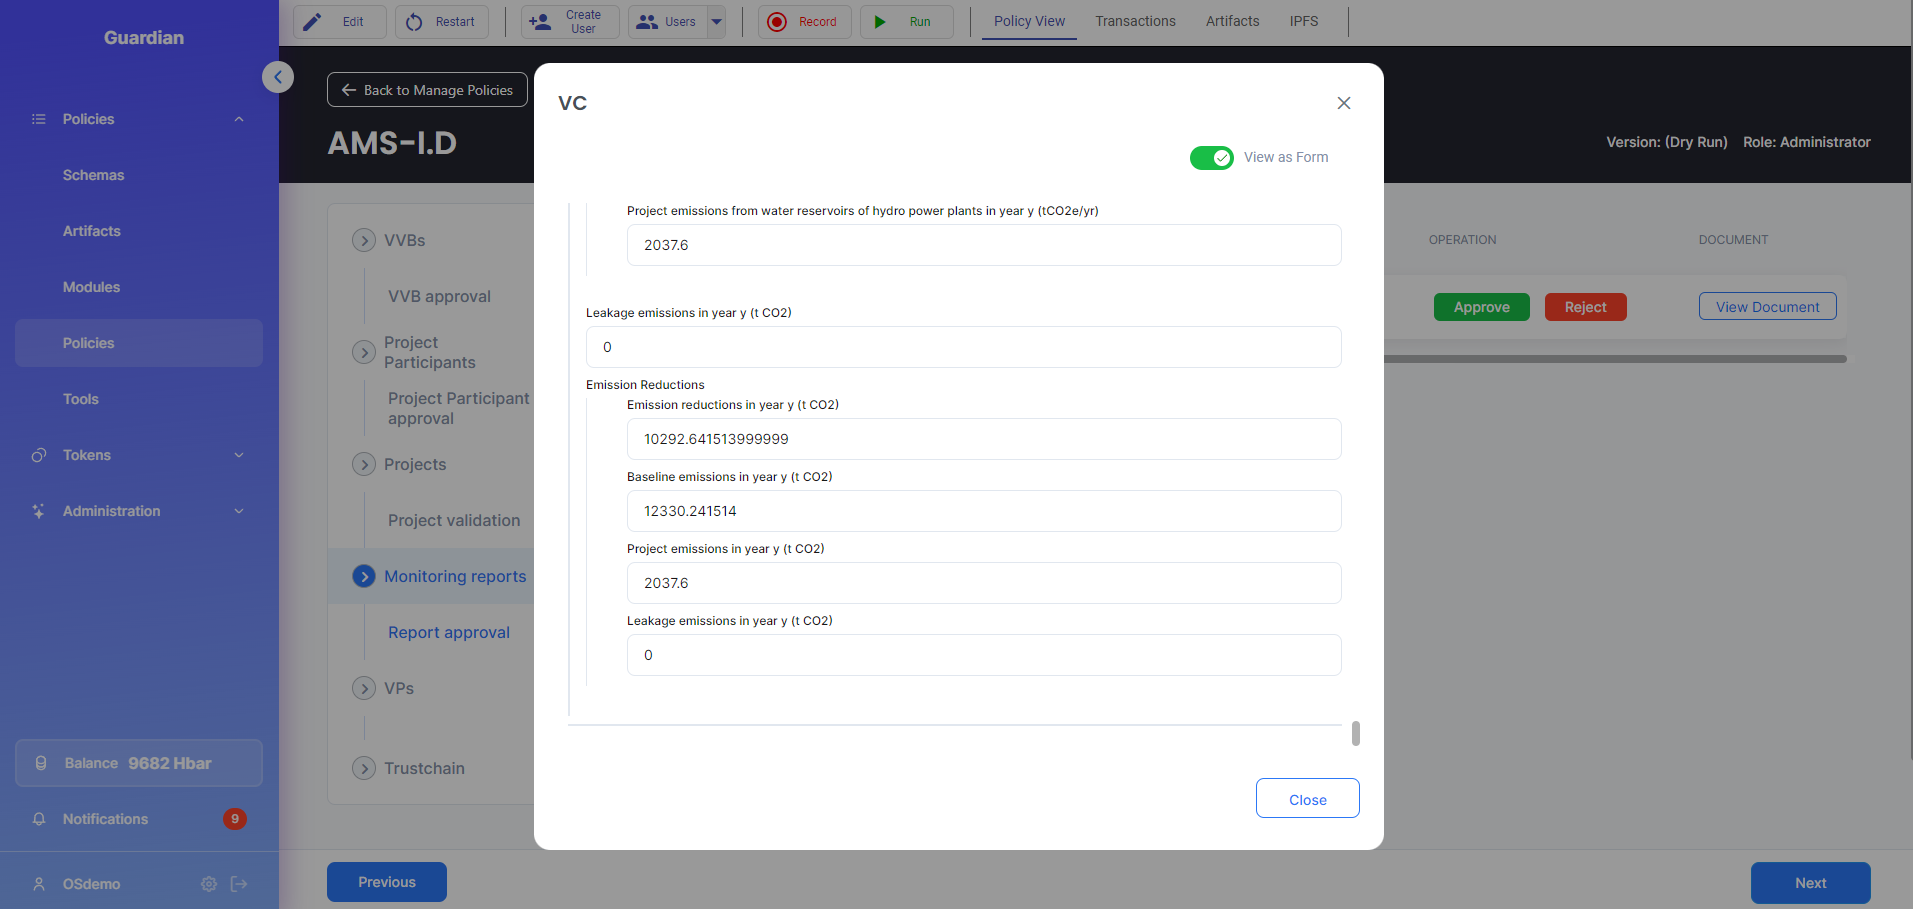 Guardian
Policies
Schemas
Artifacts
Modules
Policies
Tools
Tokens
Administration
Balance 9682 Hbar
Notifications 9
OSdemo
Edit
Restart
Create User
Users
Record
Run
Policy View
Transactions
Artifacts
IPFS
Back to Manage Policies
AMS-I.D
Version: (Dry Run) Role: Administrator
VVBs
VVB approval
Project
Participants
Project Participant
approval
Projects
Project validation
Monitoring reports
Report approval
VPs
Trustchain
OPERATION
DOCUMENT
Approve
Reject
View Document
VC
View as Form
Project emissions from water reservoirs of hydro power plants in year y (tCO2e/yr)
2037.6
Leakage emissions in year y (t CO2)
0
Emission Reductions
Emission reductions in year y (t CO2)
10292.641513999999
Baseline emissions in year y (t CO2)
12330.241514
Project emissions in year y (t CO2)
2037.6
Leakage emissions in year y (t CO2)
0
Close
Previous
Next